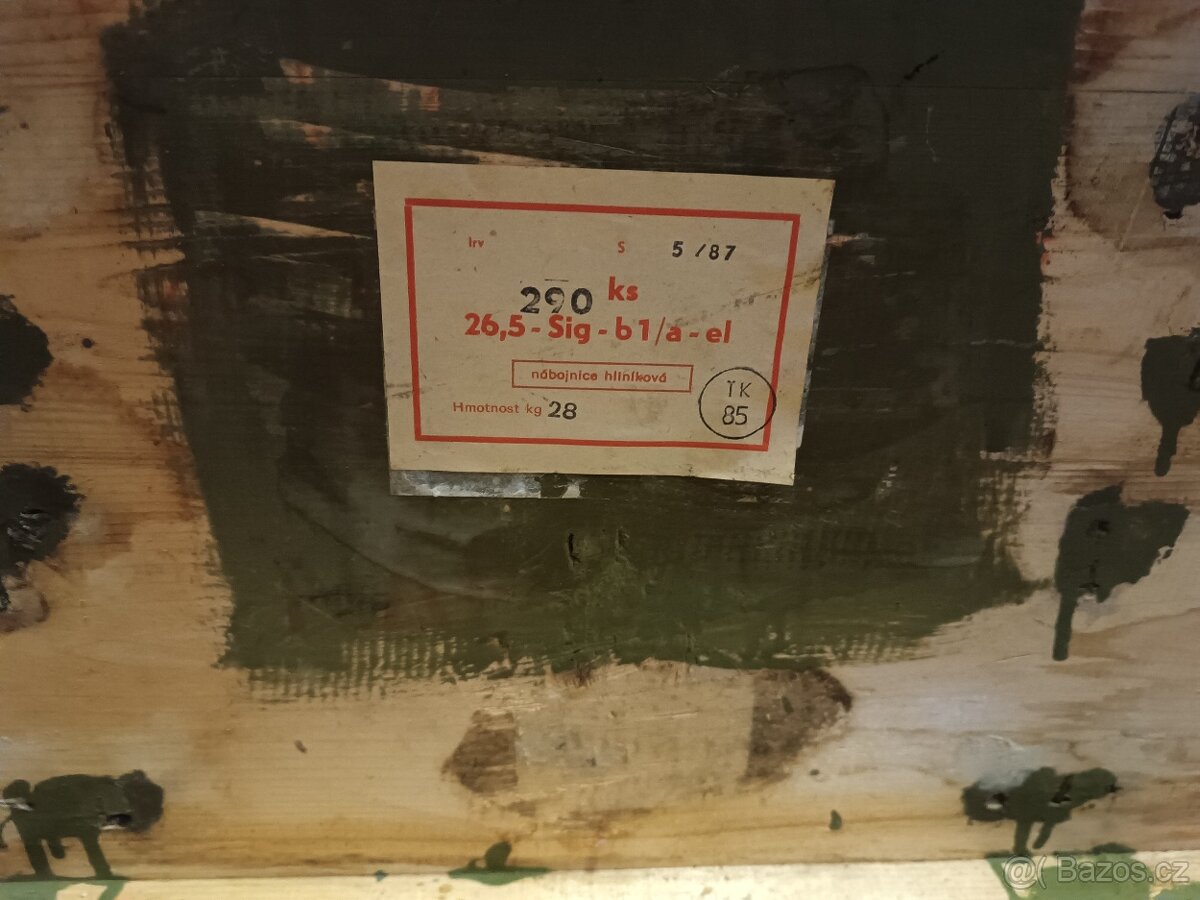 lrv S 5/87
290 ks
26,5 - Sig - b1/a - el
nábojnice hliníková
Hmotnost kg 28
TK
85
@( Bazos.cz